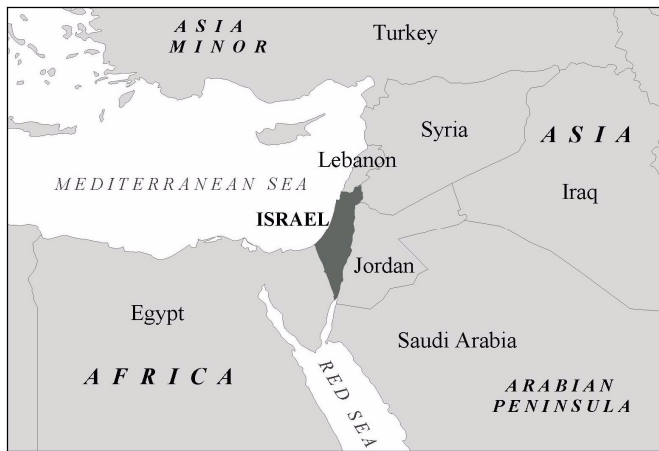 ASIA
MINOR
Turkey
Syria
ASIA
Lebanon
MEDITERRANEAN SEA
Iraq
ISRAEL
Jordan
Egypt
Saudi Arabia
AFRICA
RED SEA
ARABIAN
PENINSULA